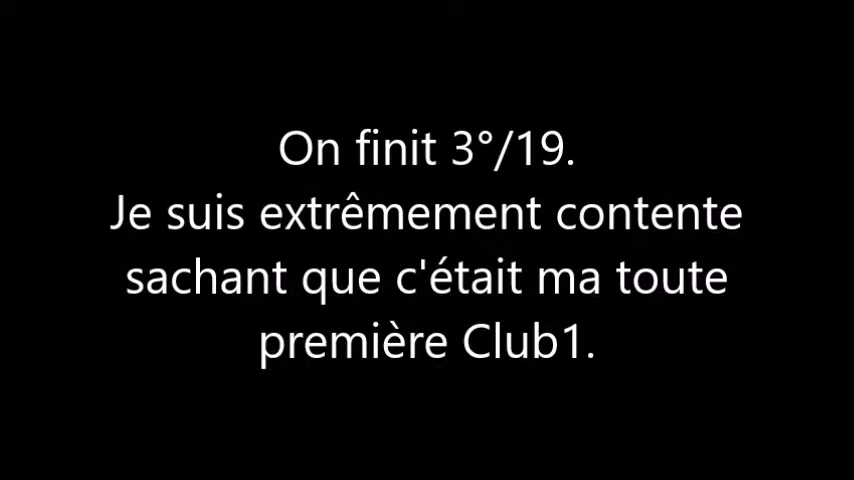 On finit 3°/19.
Je suis extrêmement contente
sachant que c'était ma toute
première Club1.